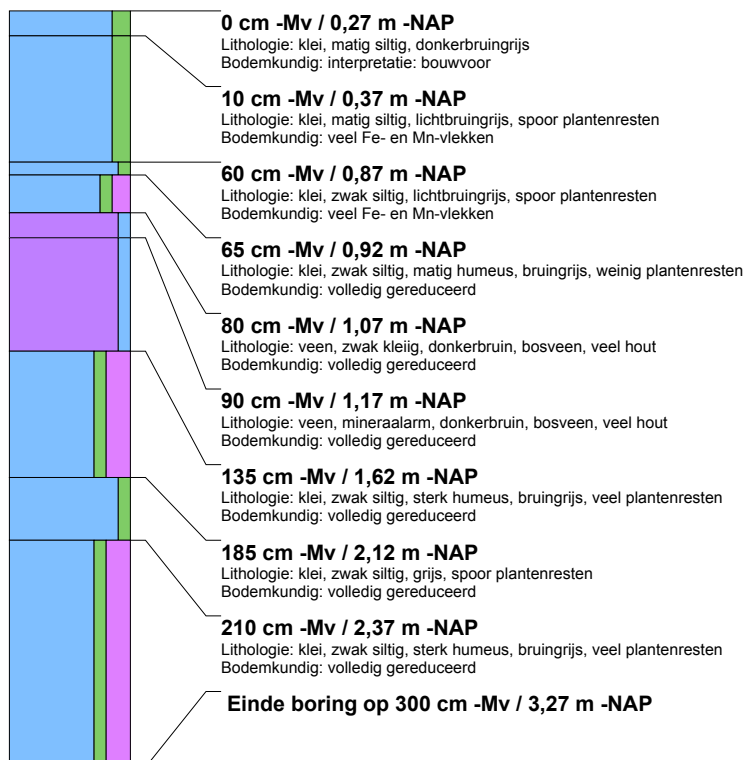 0 cm -Mv / 0,27 m -NAP
Lithologie: klei, matig siltig, donkerbruingrijs
Bodemkundig: interpretatie: bouwvoor
10 cm -Mv / 0,37 m -NAP
Lithologie: klei, matig siltig, lichtbruingrijs, spoor plantenresten
Bodemkundig: veel Fe- en Mn-vlekken
60 cm -Mv / 0,87 m -NAP
Lithologie: klei, zwak siltig, lichtbruingrijs, spoor plantenresten
Bodemkundig: veel Fe- en Mn-vlekken
65 cm -Mv / 0,92 m -NAP
Lithologie: klei, zwak siltig, matig humeus, bruingrijs, weinig plantenresten
Bodemkundig: volledig gereduceerd
80 cm -Mv / 1,07 m -NAP
Lithologie: veen, zwak kleiig, donkerbruin, bosveen, veel hout
Bodemkundig: volledig gereduceerd
90 cm -Mv / 1,17 m -NAP
Lithologie: veen, mineraalarm, donkerbruin, bosveen, veel hout
Bodemkundig: volledig gereduceerd
135 cm -Mv / 1,62 m -NAP
Lithologie: klei, zwak siltig, sterk humeus, bruingrijs, veel plantenresten
Bodemkundig: volledig gereduceerd
185 cm -Mv / 2,12 m -NAP
Lithologie: klei, zwak siltig, grijs, spoor plantenresten
Bodemkundig: volledig gereduceerd
210 cm -Mv / 2,37 m -NAP
Lithologie: klei, zwak siltig, sterk humeus, bruingrijs, veel plantenresten
Bodemkundig: volledig gereduceerd
Einde boring op 300 cm -Mv / 3,27 m -NAP